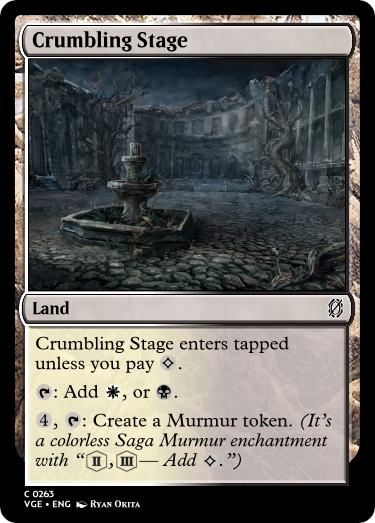 Crumbling Stage
Land
Crumbling Stage enters tapped
unless you pay .
: Add , or .
4, : Create a Murmur token. (It's
a colorless Saga Murmur enchantment
with “II, III— Add .”)
C 0263
VGE • ENG Ryan Okita